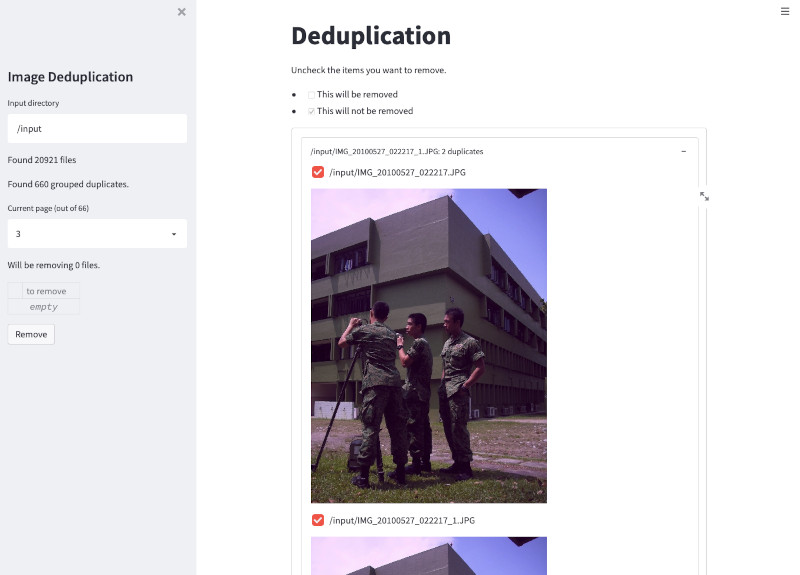 Image Deduplication
Input directory
/input
Found 20921 files
Found 660 grouped duplicates.
Current page (out of 66)
3
Will be removing 0 files.
to remove
empty
Remove
Deduplication
Uncheck the items you want to remove.
This will be removed
This will not be removed
/input/IMG_20100527_022217_1.JPG: 2 duplicates
/input/IMG_20100527_022217.JPG
/input/IMG_20100527_022217_1.JPG